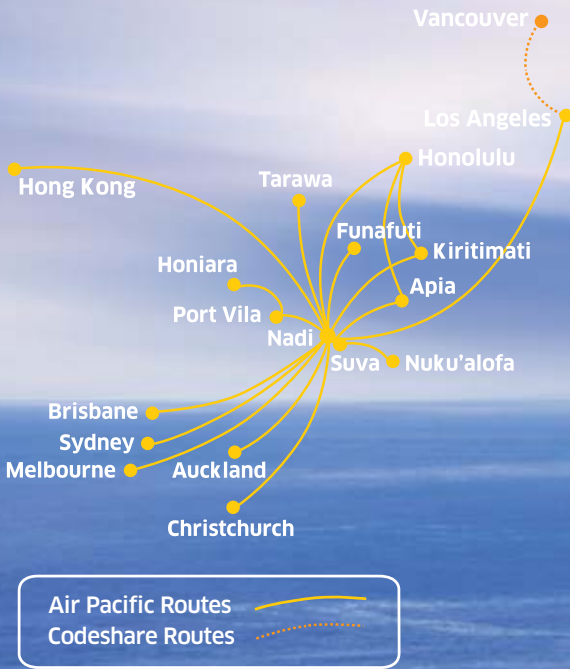 Vancouver
Los Angeles
Honolulu
Hong Kong
Tarawa
Funafuti
Kiritimati
Honiara
Apia
Port Vila
Nadi
Suva
Nuku’alofa
Brisbane
Sydney
Melbourne
Auckland
Christchurch
Air Pacific Routes
Codeshare Routes